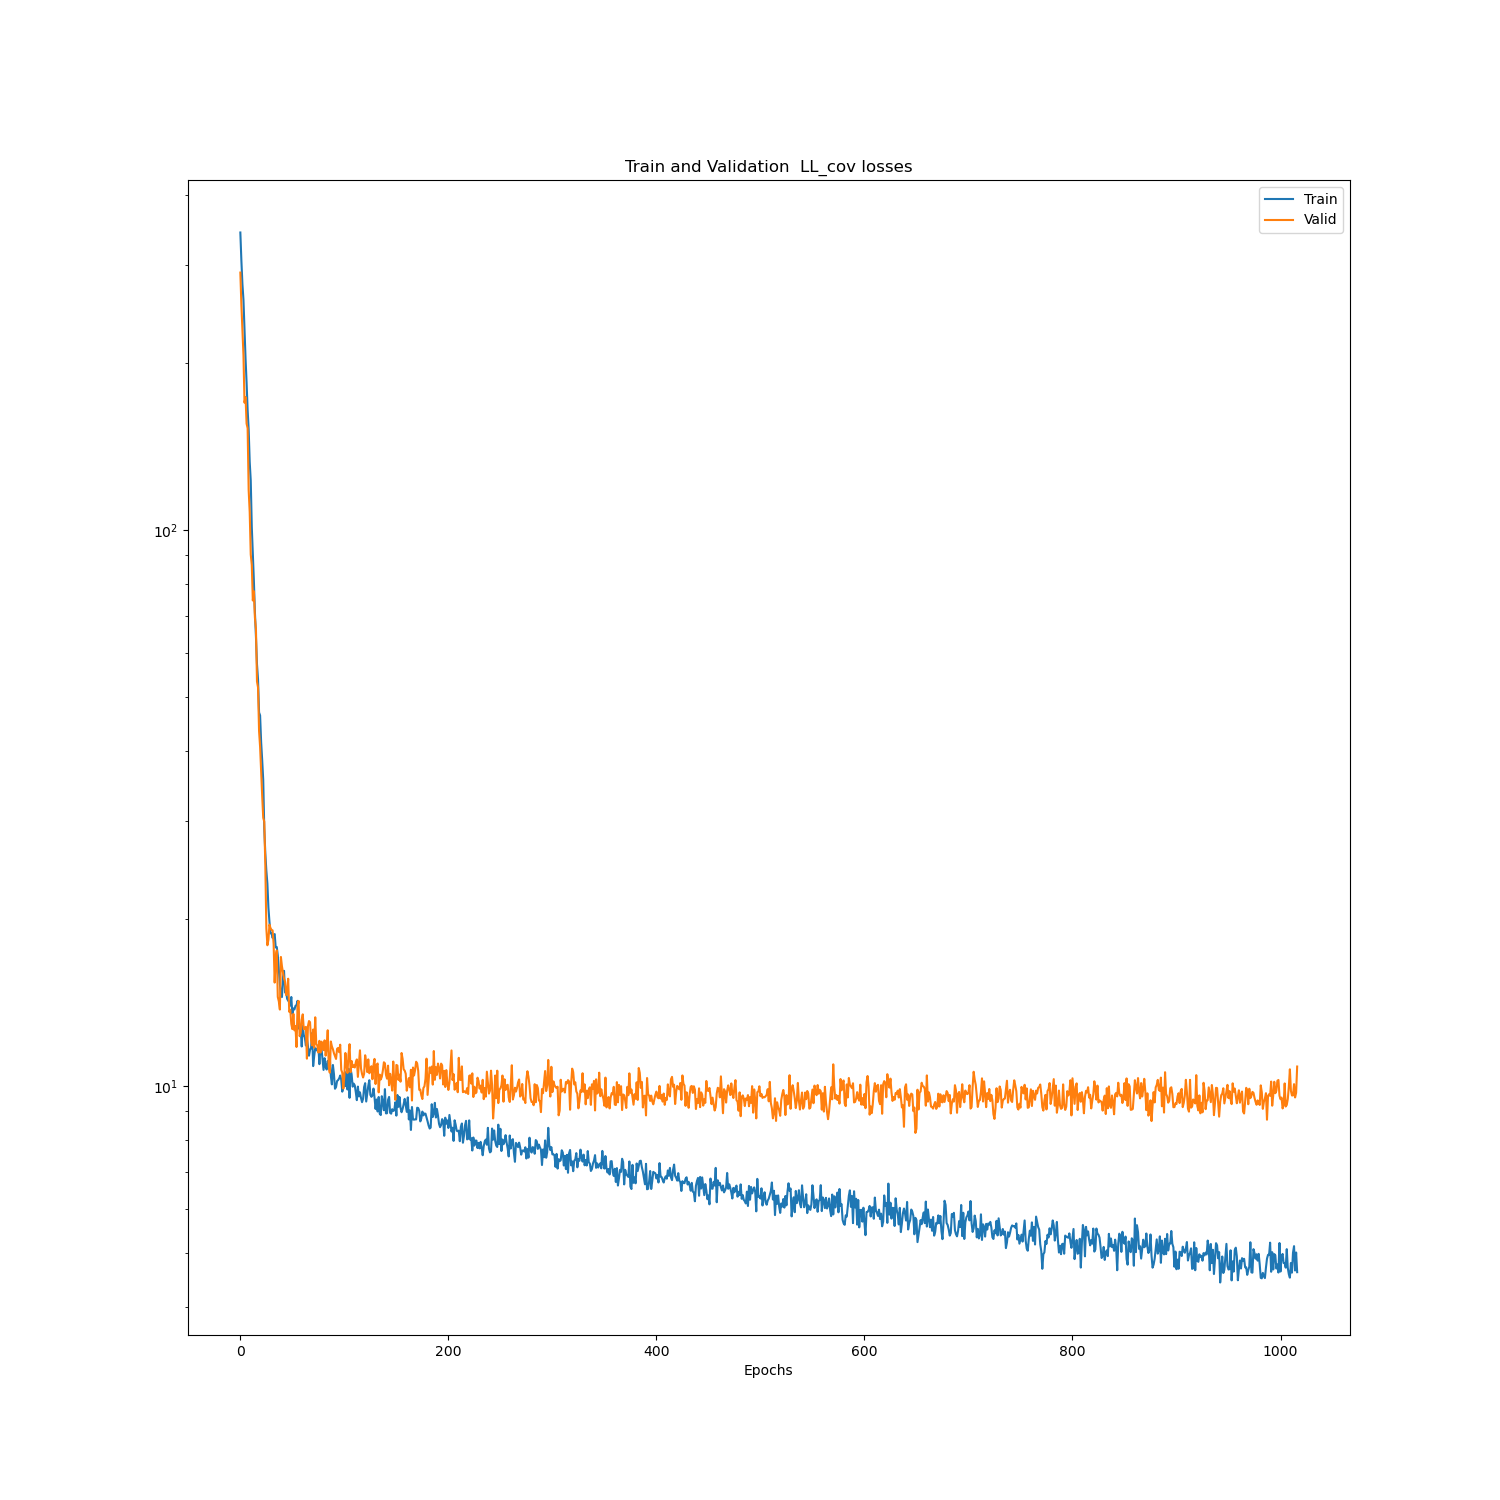 Train and Validation  LL_cov losses
Train
Valid
10²
10¹
0 200 400 600 800 1000
Epochs